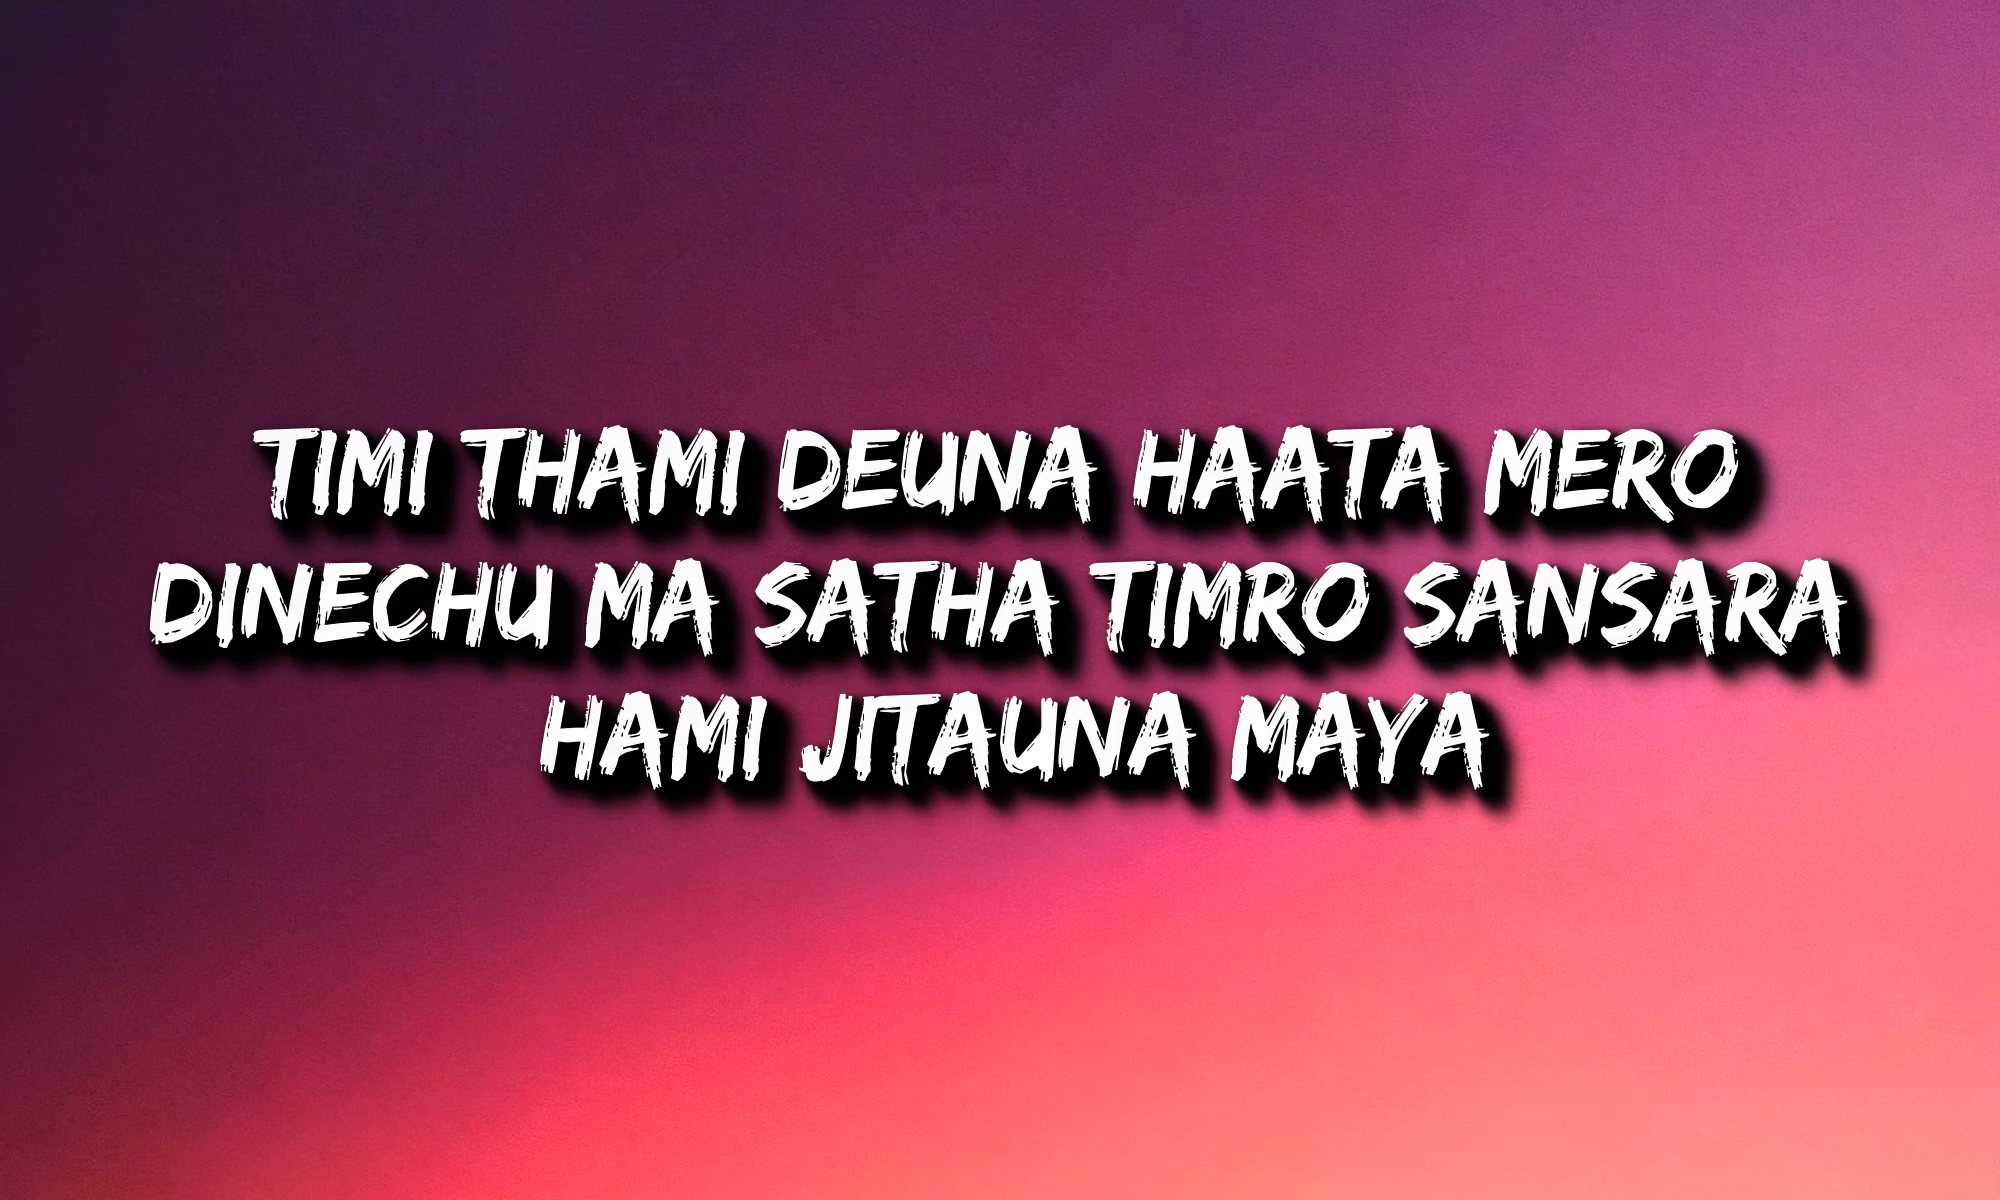 TIMI THAMI DEUNA HAATA MERO
DINECHU MA SATHA TIMRO SANSARA
HAMI JITAUNA MAYA